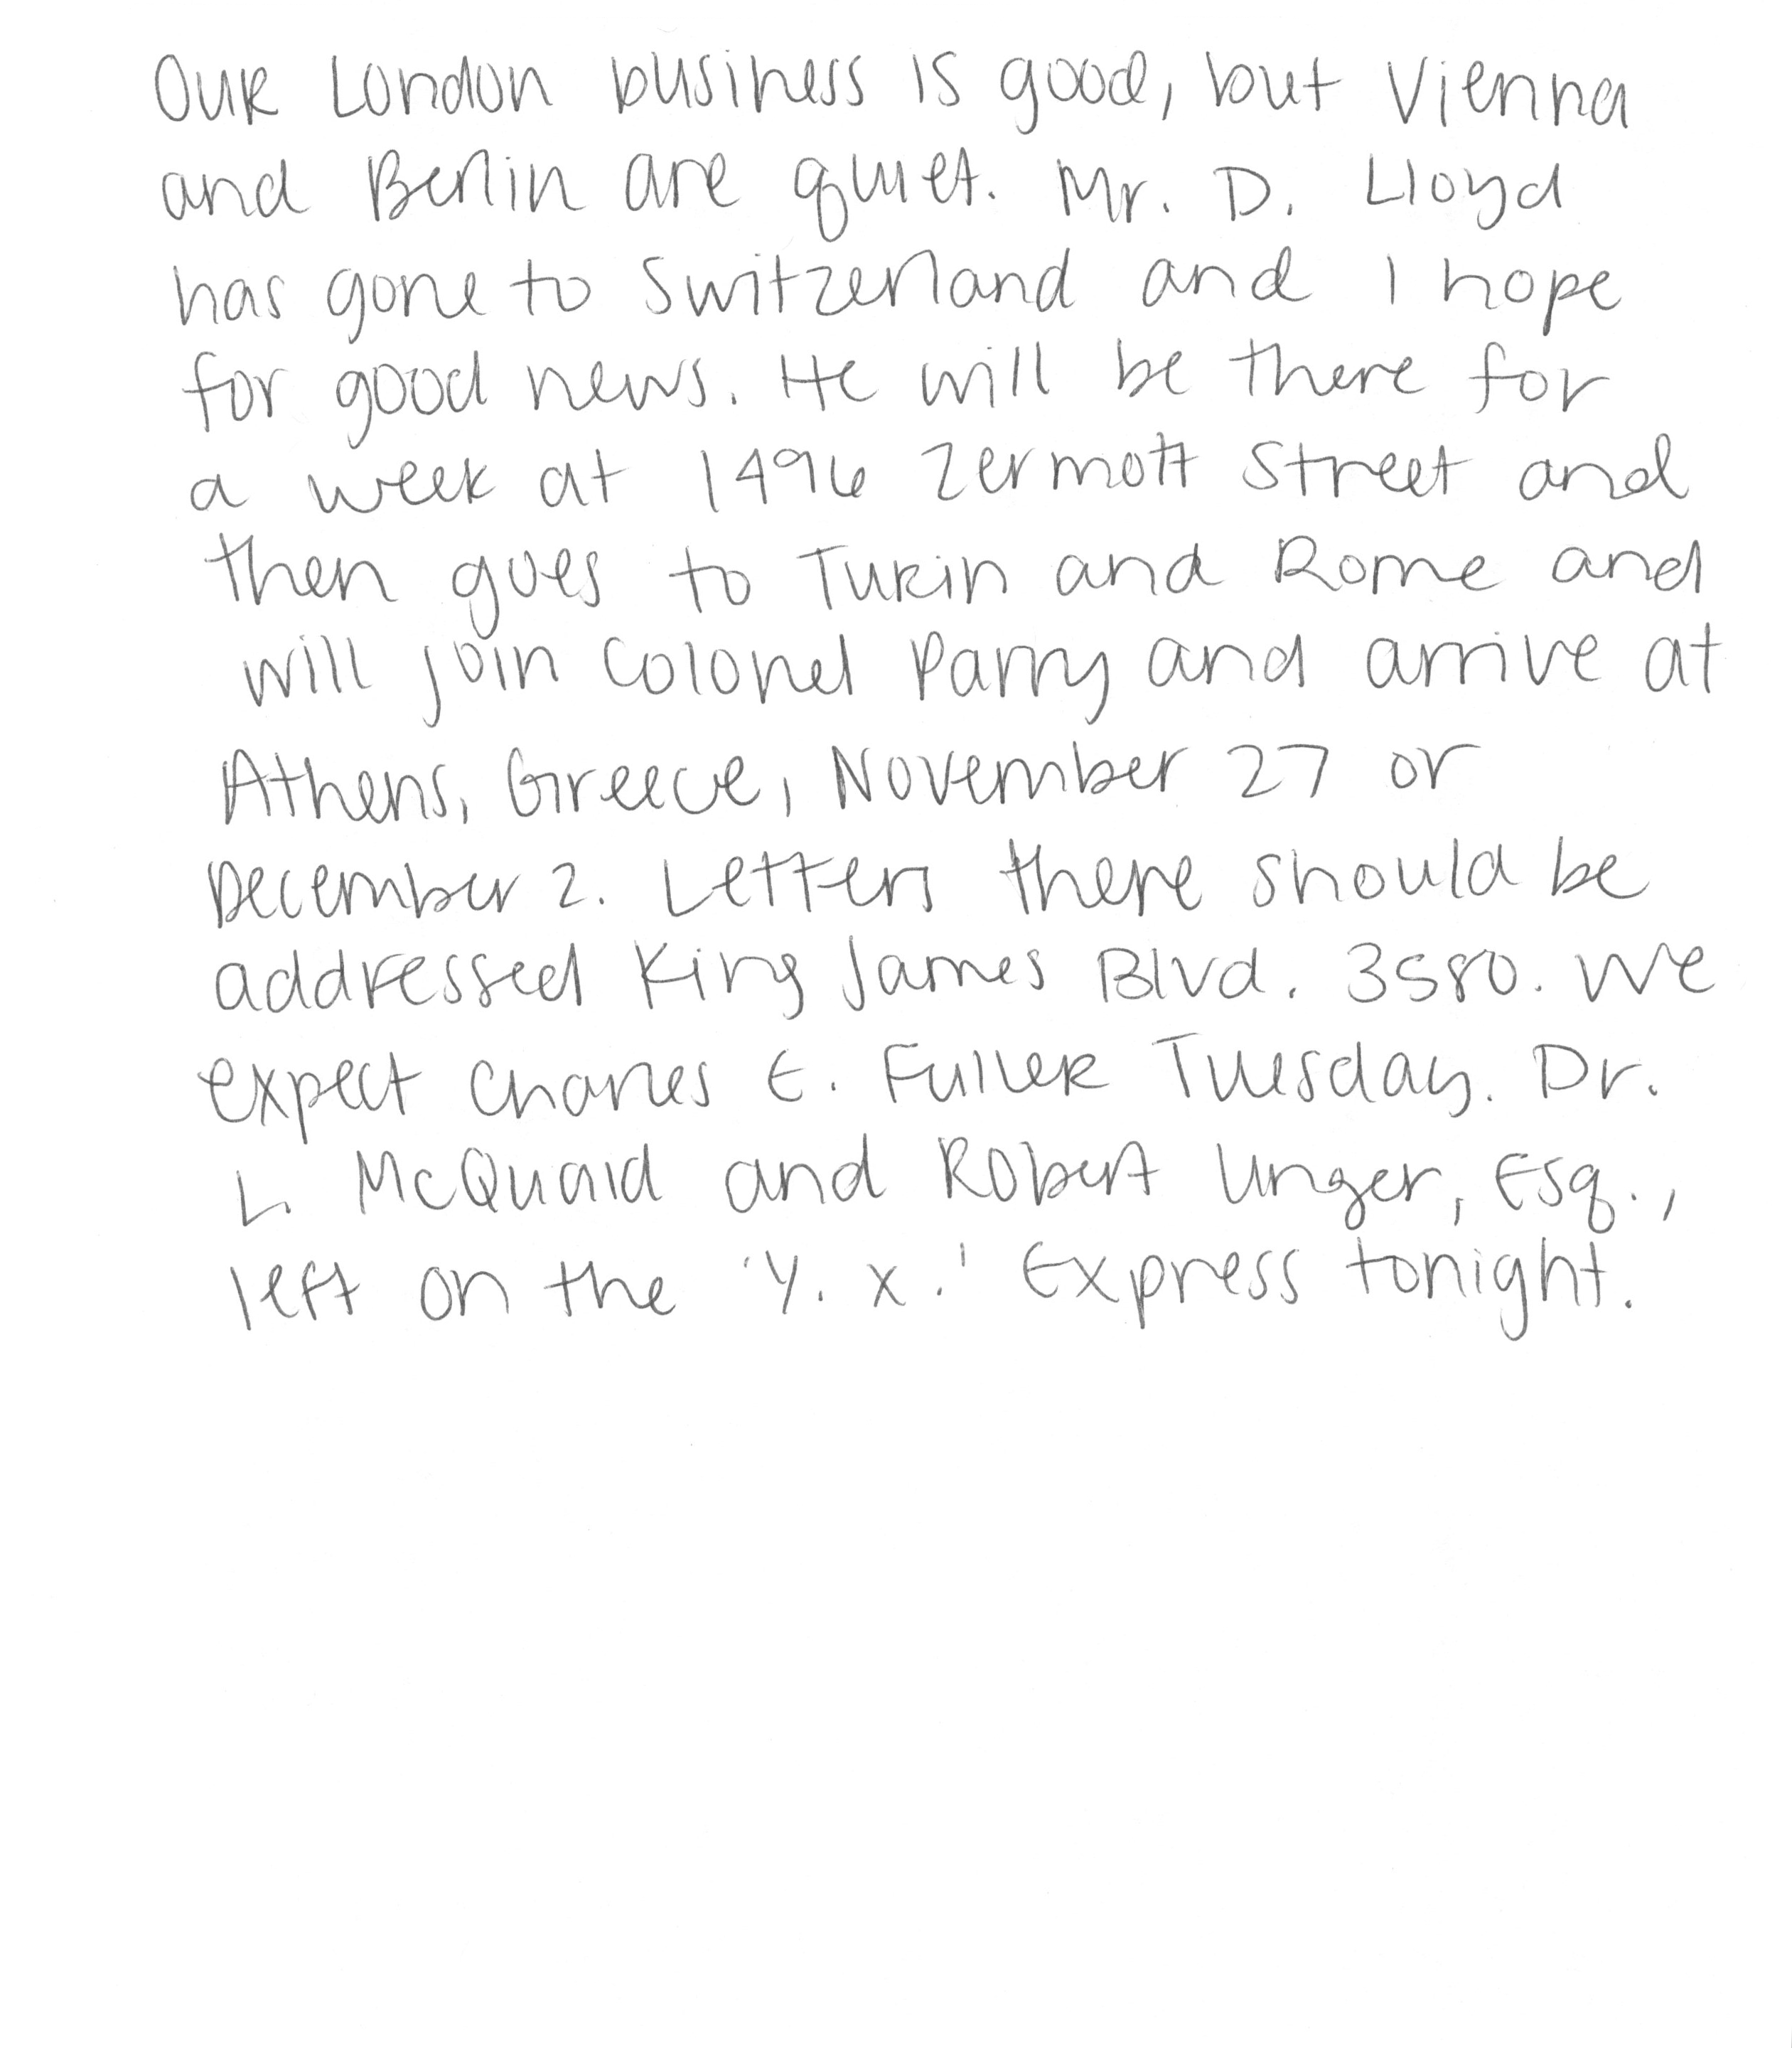 Our London business is good, but Vienna
and Berlin are quiet. Mr. D. Lloyd
has gone to Switzerland and I hope
for good news. He will be there for
a week at 1496 Zermott Street and
then goes to Turin and Rome and
will join Colonel Parry and arrive at
Athens, Greece, November 27 or
December 2. Letters there should be
addressed King James Blvd. 3580. We
expect Charles E. Fuller Tuesday. Dr.
L. McQuaid and Robert Unger, Esq.,
left on the 'Y. X.' Express tonight.